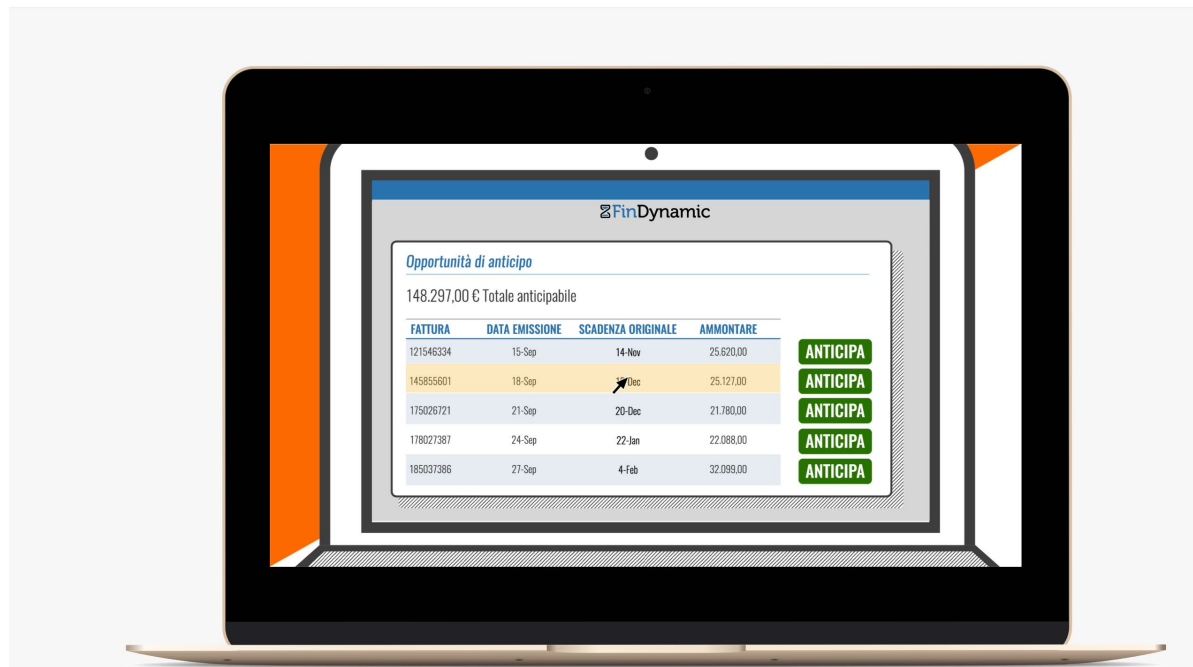 FinDynamic
Opportunità di anticipo
148.297,00 € Totale anticipabile
FATTURA DATA EMISSIONE SCADENZA ORIGINALE AMMONTARE
121546334 15-Sep 14-Nov 25.620,00 ANTICIPA
145855601 18-Sep Dec 25.127,00 ANTICIPA
175026721 21-Sep 20-Dec 21.780,00 ANTICIPA
178027387 24-Sep 22-Jan 22.088,00 ANTICIPA
185037386 27-Sep 4-Feb 32.099,00 ANTICIPA